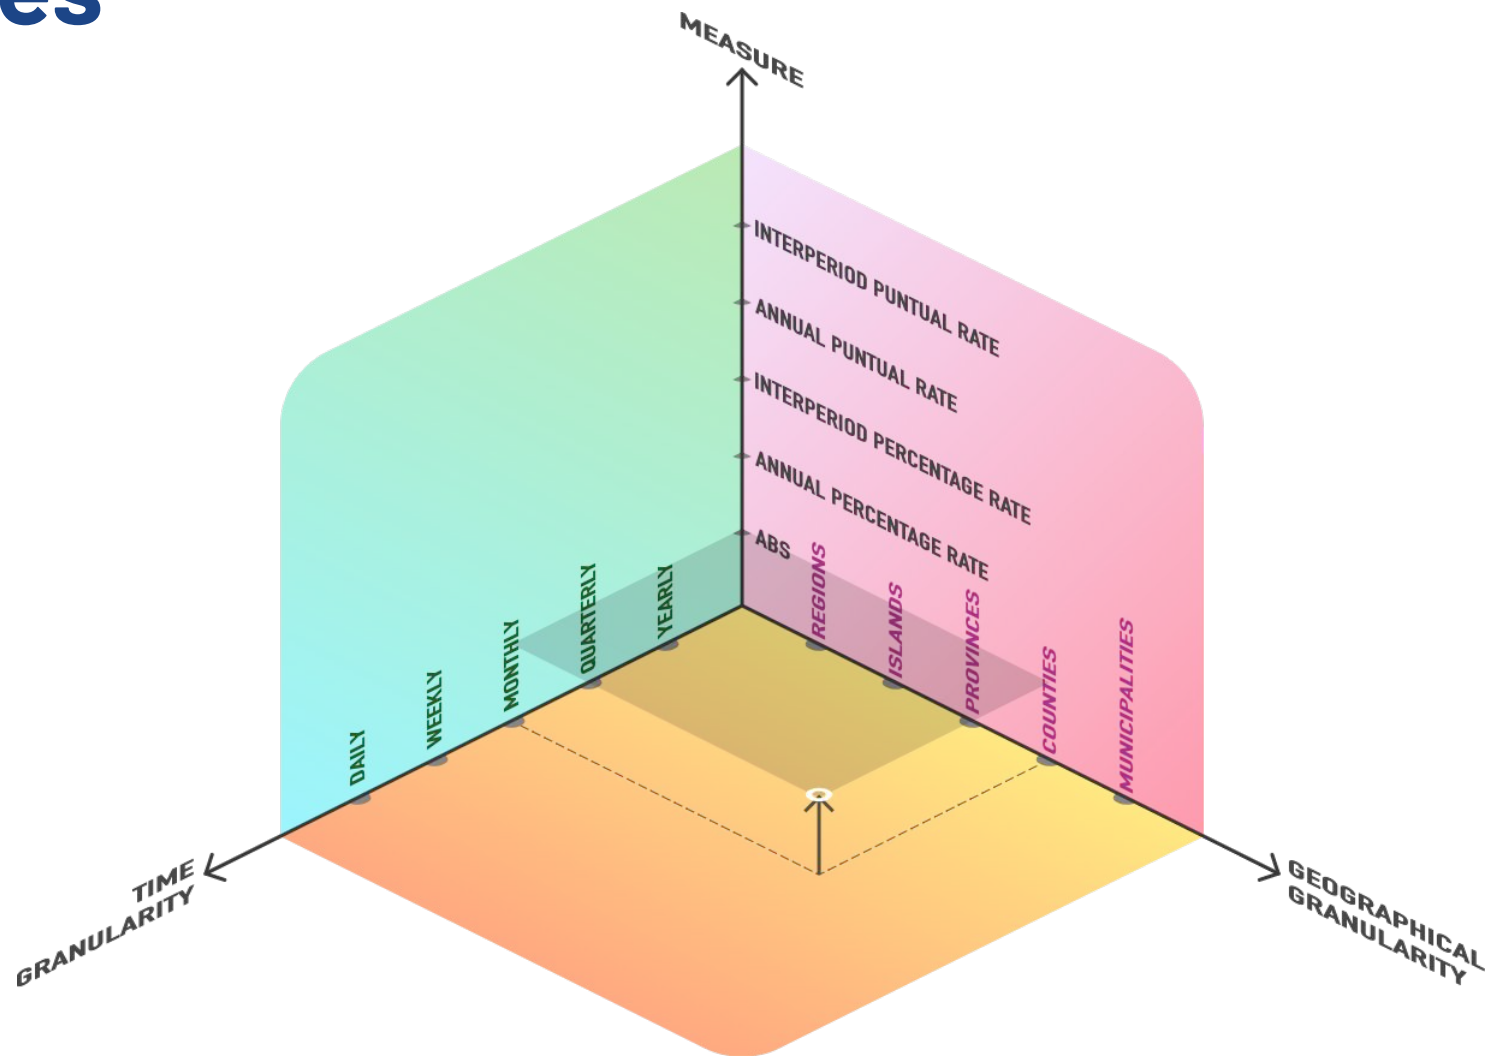 es
MEASURE
INTERPERIOD PUNTUAL RATE
ANNUAL PUNTUAL RATE
INTERPERIOD PERCENTAGE RATE
ANNUAL PERCENTAGE RATE
ABS
DAILY
WEEKLY
MONTHLY
QUARTERLY
YEARLY
REGIONS
ISLANDS
PROVINCES
COUNTIES
MUNICIPALITIES
TIME
GRANULARITY
GEOGRAPHICAL
GRANULARITY